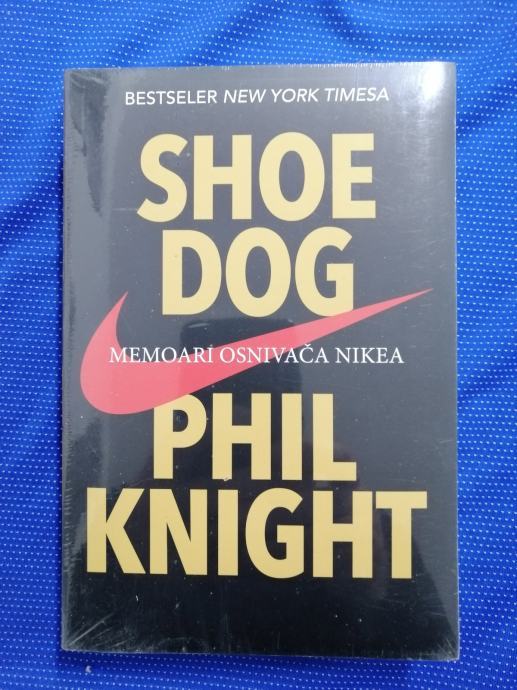 BESTSELER NEW YORK TIMESA
SHOE
DOG
MEMOARI OSNIVAČA NIKEA
PHIL
KNIGHT